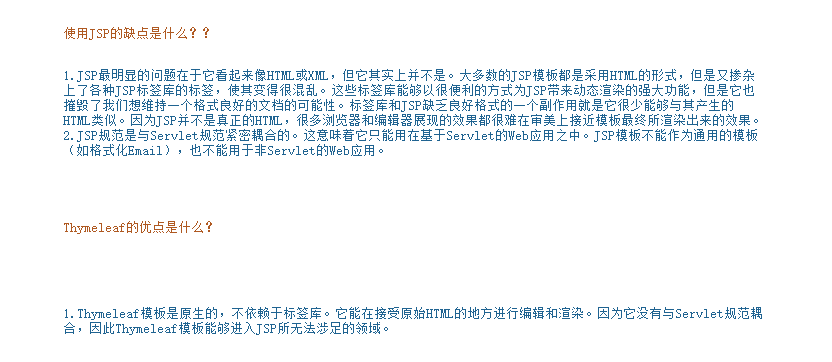 使用JSP的缺点是什么？？
1.JSP最明显的问题在于它看起来像HTML或XML，但它其实上并不是。大多数的JSP模板都是采用HTML的形式，但是又掺杂
上了各种JSP标签库的标签，使其变得很混乱。这些标签库能够以很便利的方式为JSP带来动态渲染的强大功能，但是它也
摧毁了我们想维持一个格式良好的文档的可能性。标签库和JSP缺乏良好格式的一个副作用就是它很少能够与其产生的
HTML类似。因为JSP并不是真正的HTML，很多浏览器和编辑器展现的效果都很难在审美上接近模板最终所渲染出来的效果。
2.JSP规范是与Servlet规范紧密耦合的。这意味着它只能用在基于Servlet的Web应用之中。JSP模板不能作为通用的模板
（如格式化Email），也不能用于非Servlet的Web应用。
Thymeleaf的优点是什么？
1.Thymeleaf模板是原生的，不依赖于标签库。它能在接受原始HTML的地方进行编辑和渲染。因为它没有与Servlet规范耦
合，因此Thymeleaf模板能够进入JSP所无法涉足的领域。